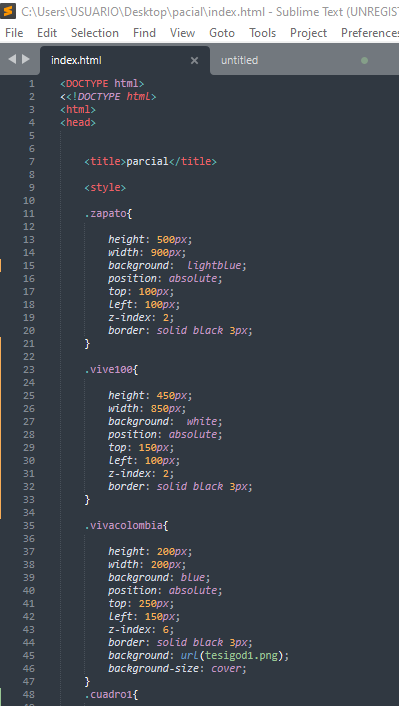 C:\Users\USUARIO\Desktop\pacial\index.html - Sublime Text (UNREGIST
File Edit Selection Find View Goto Tools Project Preferences
index.html × untitled
1 <DOCTYPE html>
2 <<!DOCTYPE html>
3 <html>
4 <head>
5
6
7 <title>parcial</title>
8
9 <style>
10
11 .zapato{
12
13 height: 500px;
14 width: 900px;
15 background:  lightblue;
16 position: absolute;
17 top: 100px;
18 left: 100px;
19 z-index: 2;
20 border: solid black 3px;
21 }
22
23 .vive100{
24
25 height: 450px;
26 width: 850px;
27 background:  white;
28 position: absolute;
29 top: 150px;
30 left: 100px;
31 z-index: 2;
32 border: solid black 3px;
33 }
34
35 .vivacolombia{
36
37 height: 200px;
38 width: 200px;
39 background: blue;
40 position: absolute;
41 top: 250px;
42 left: 150px;
43 z-index: 6;
44 border: solid black 3px;
45 background: url(tesigod1.png);
46 background-size: cover;
47 }
48 .cuadro1{